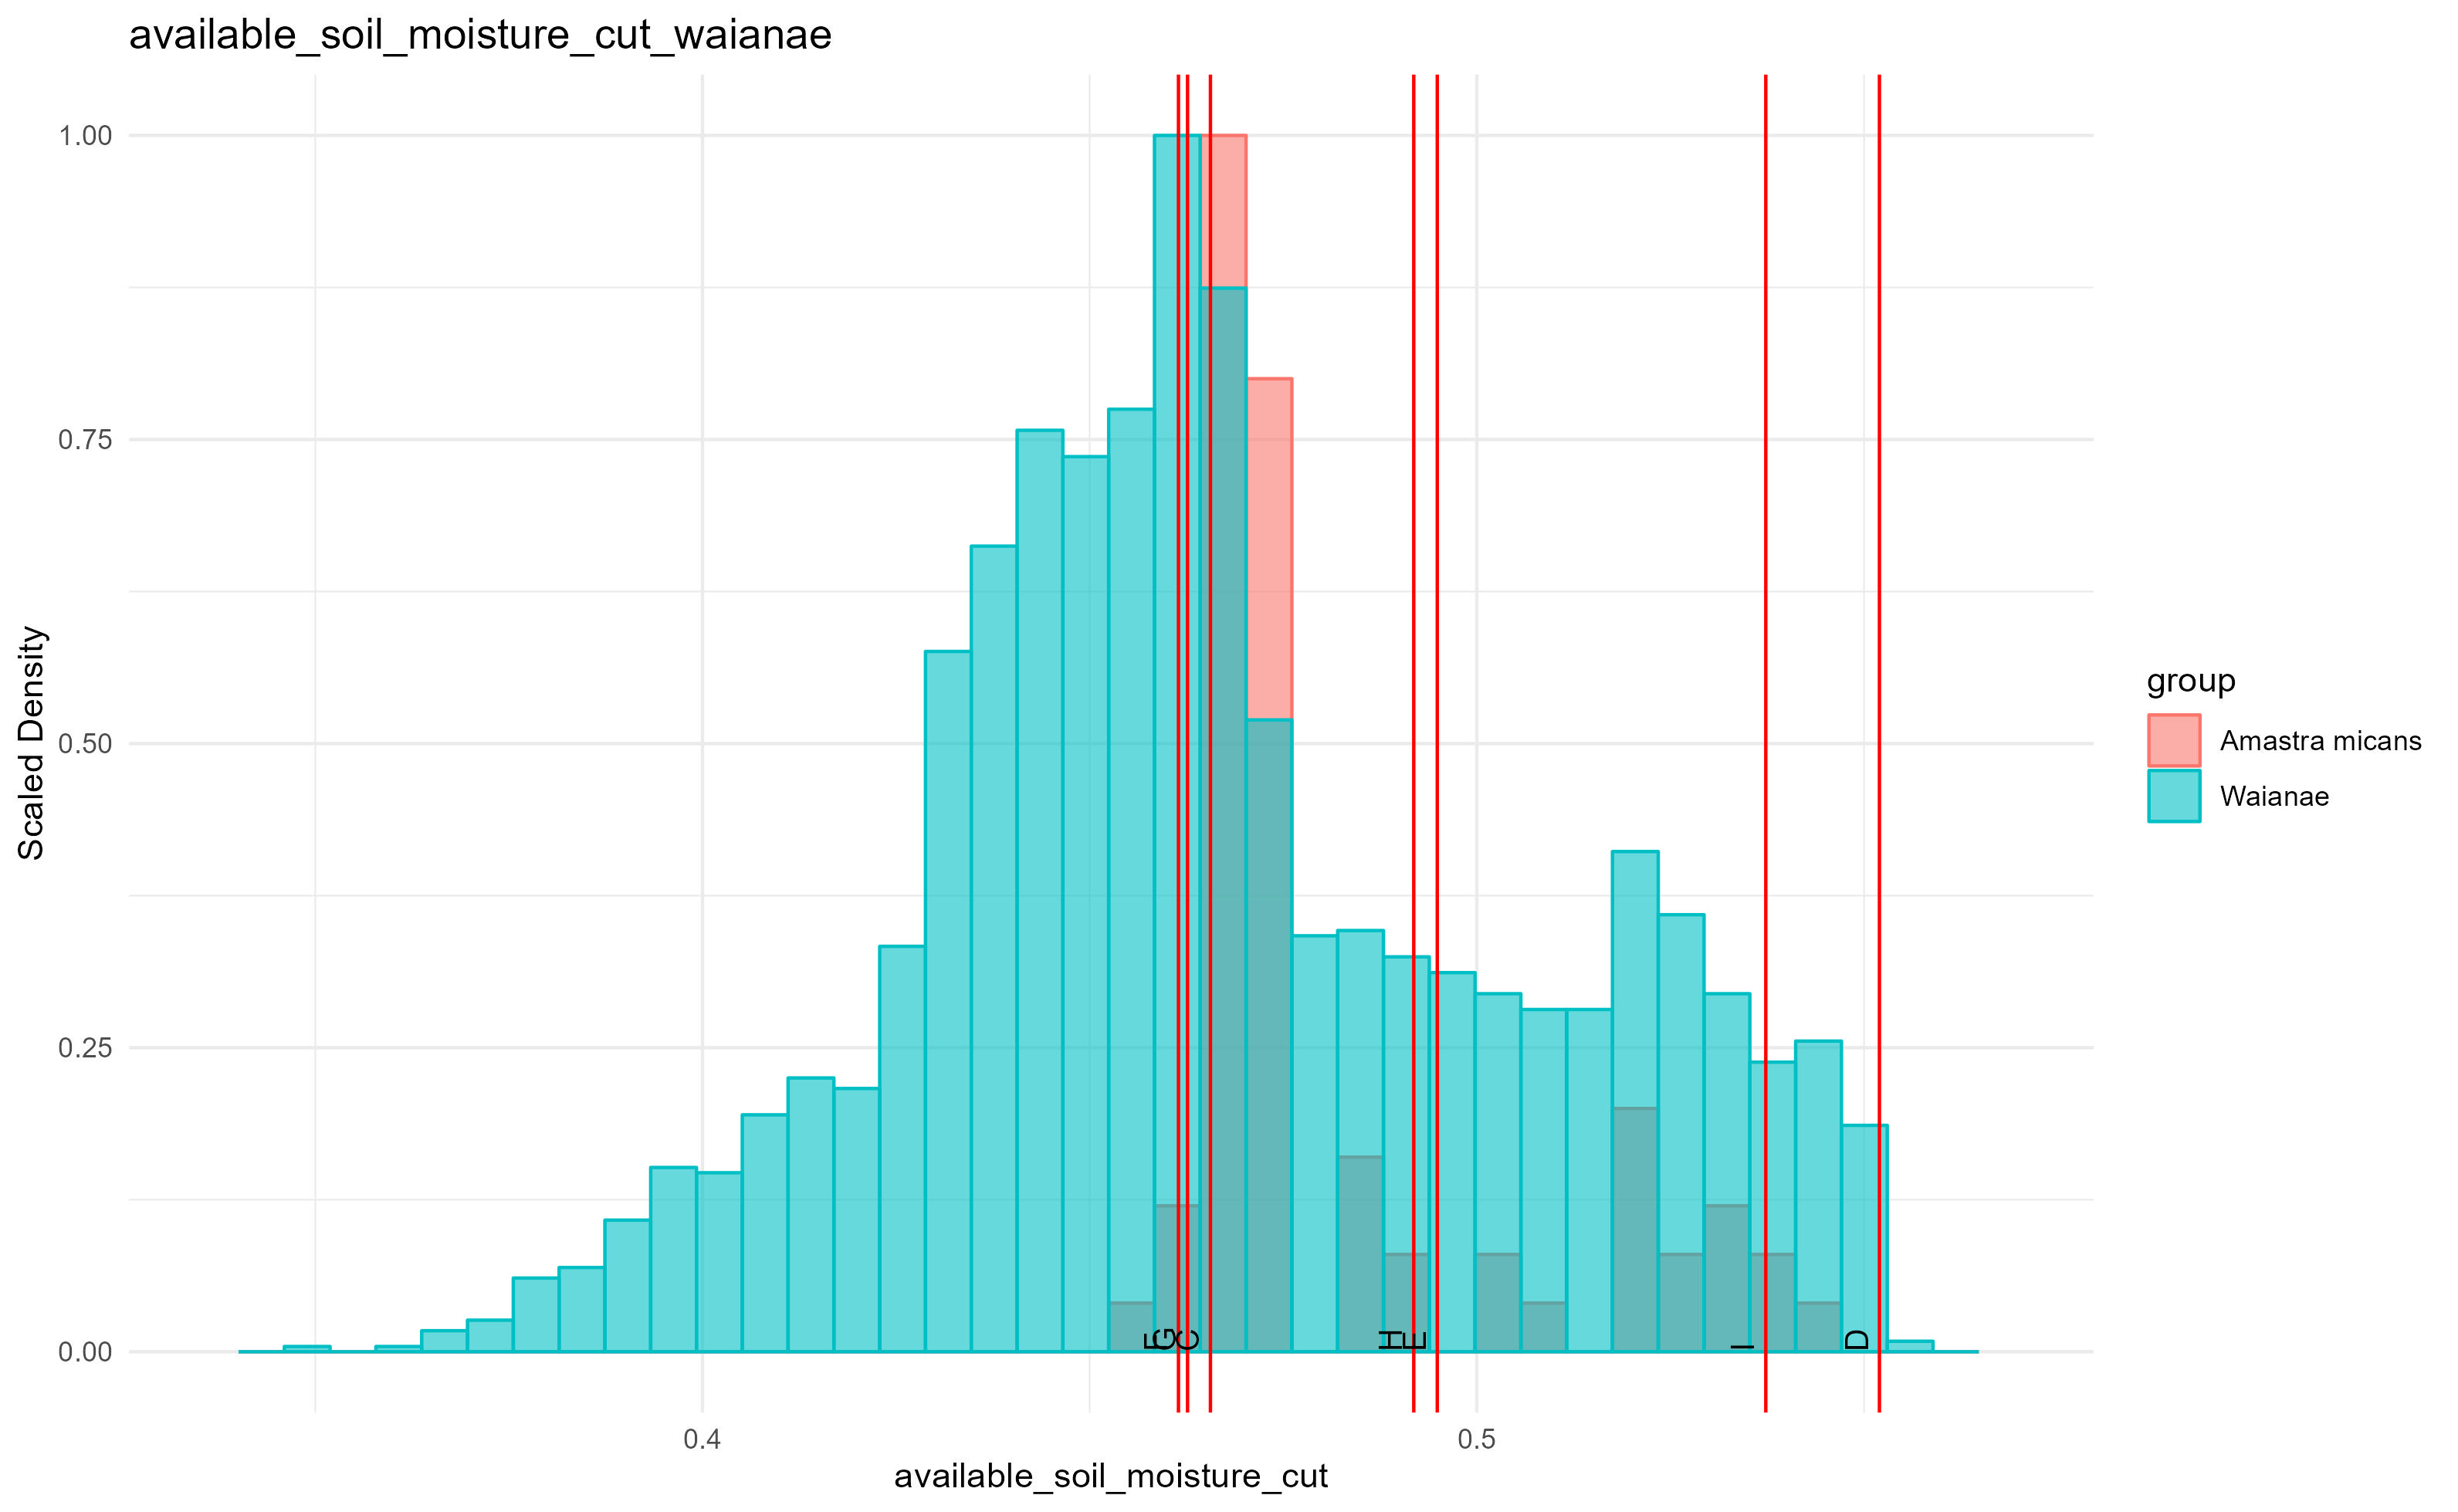 available_soil_moisture_cut_waianae
1.00
0.75
0.50
0.25
0.00
Scaled Density
G
C
H
E
I
D
0.4
0.5
available_soil_moisture_cut
group
Amastra micans
Waianae